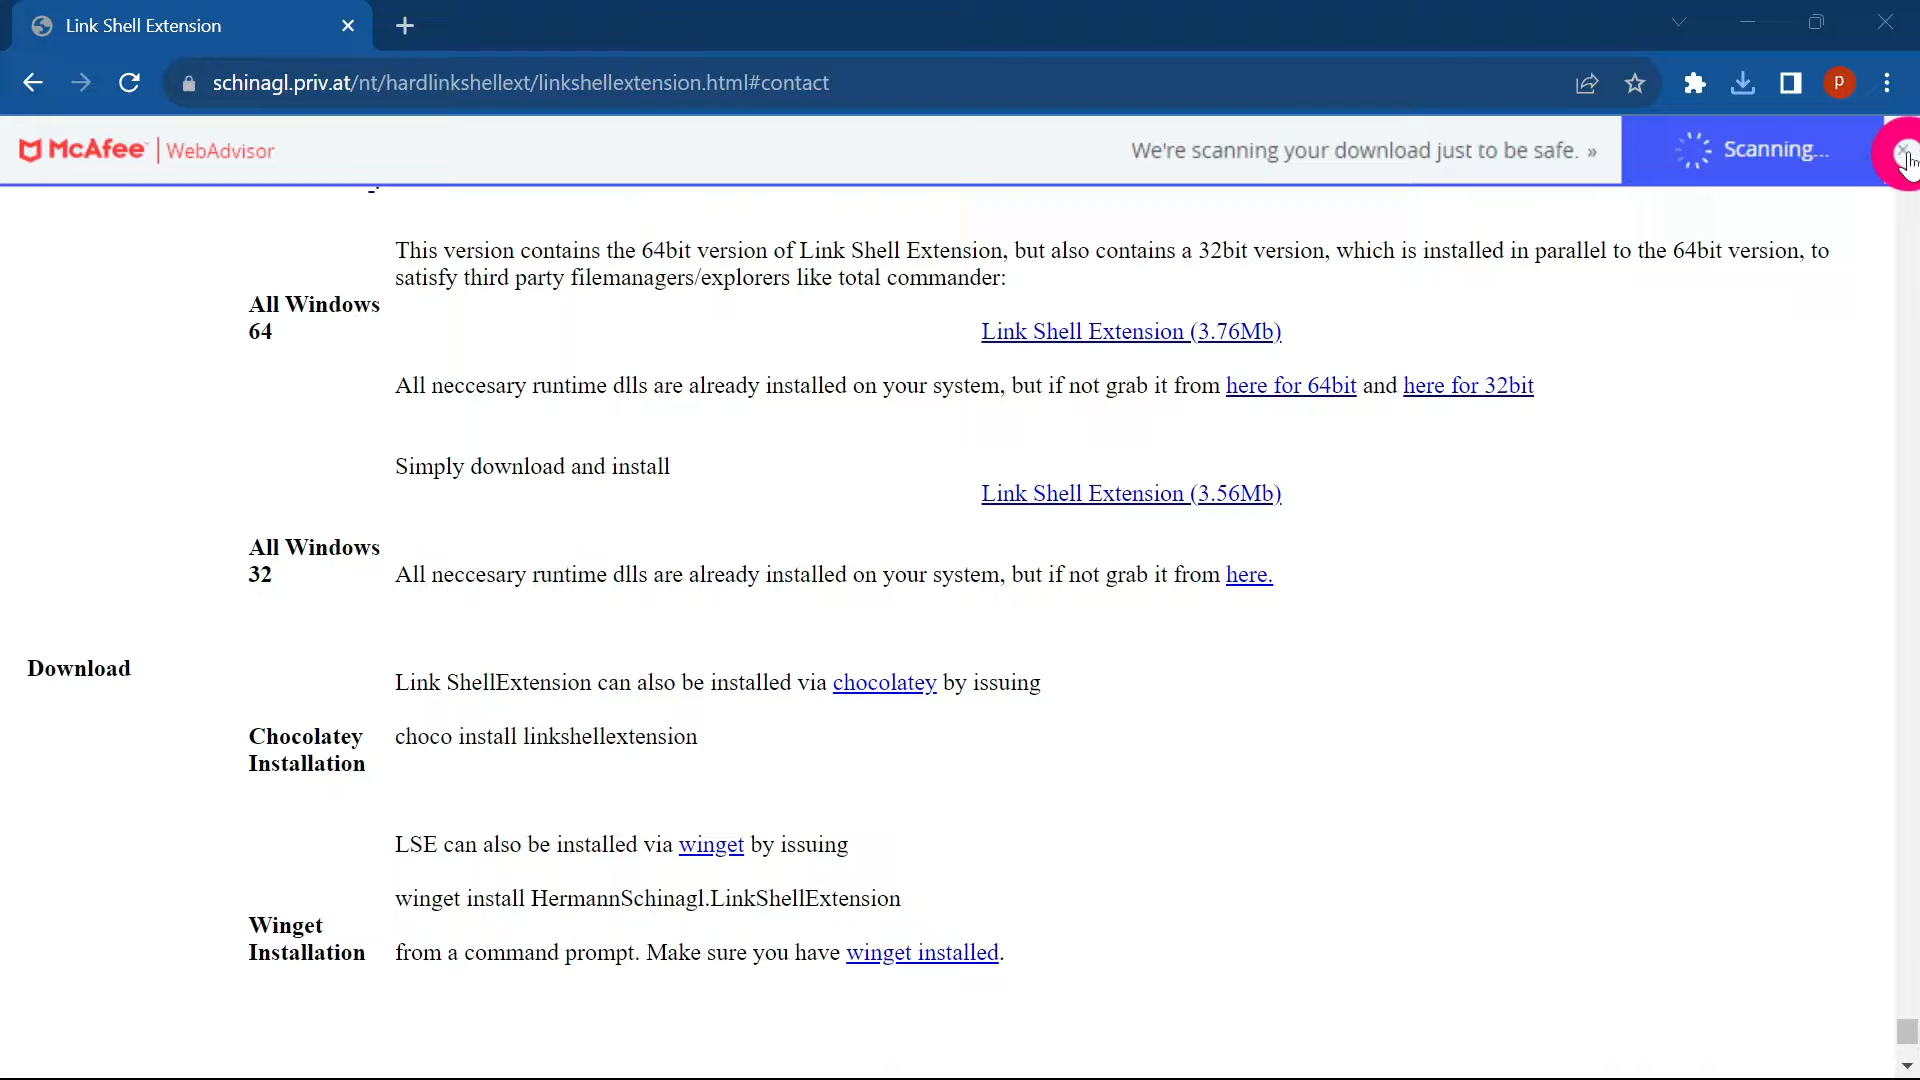 Link Shell Extension
schinagl.priv.at/nt/hardlinkshellext/linkshellextension.html#contact
P
McAfee | WebAdvisor
We're scanning your download just to be safe. »
Scanning...
This version contains the 64bit version of Link Shell Extension, but also contains a 32bit version, which is installed in parallel to the 64bit version, to
satisfy third party filemanagers/explorers like total commander:
All Windows
64
Link Shell Extension (3.76Mb)
All neccesary runtime dlls are already installed on your system, but if not grab it from here for 64bit and here for 32bit
Simply download and install
Link Shell Extension (3.56Mb)
All Windows
32
All neccesary runtime dlls are already installed on your system, but if not grab it from here.
Download
Link ShellExtension can also be installed via chocolatey by issuing
Chocolatey
Installation
choco install linkshellextension
LSE can also be installed via winget by issuing
winget install HermannSchinagl.LinkShellExtension
Winget
Installation
from a command prompt. Make sure you have winget installed.